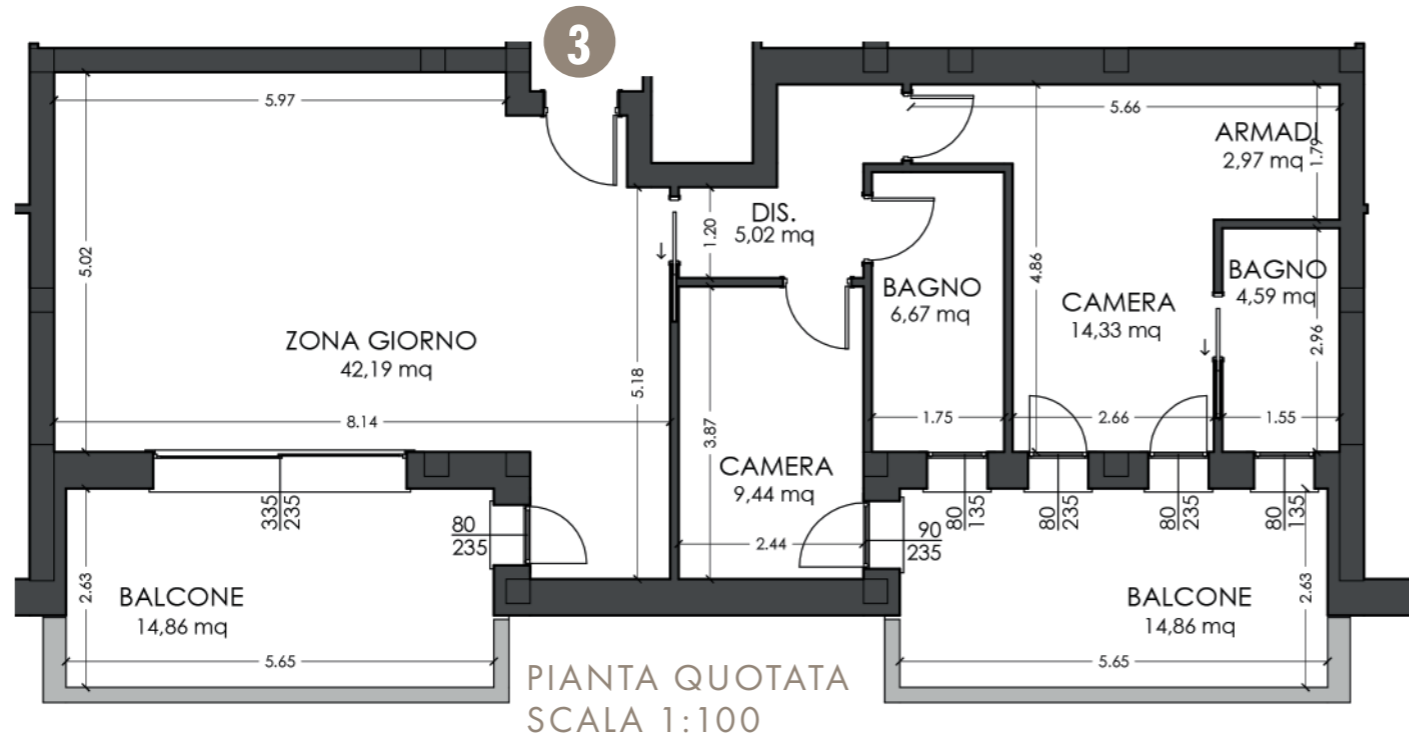 3
5.97
5.66
ARMADI
2,97 mq
1.79
DIS.
5,02 mq
1.20
5.02
4.86
BAGNO
6,67 mq
CAMERA
14,33 mq
BAGNO
4,59 mq
ZONA GIORNO
42,19 mq
5.18
2.96
8.14
3.87
1.75
2.66
1.55
CAMERA
9,44 mq
335
235
80
235
2.44
90
235
80
135
80
235
80
235
80
135
2.63
BALCONE
14,86 mq
5.65
BALCONE
14,86 mq
2.63
5.65
PIANTA QUOTATA
SCALA 1:100